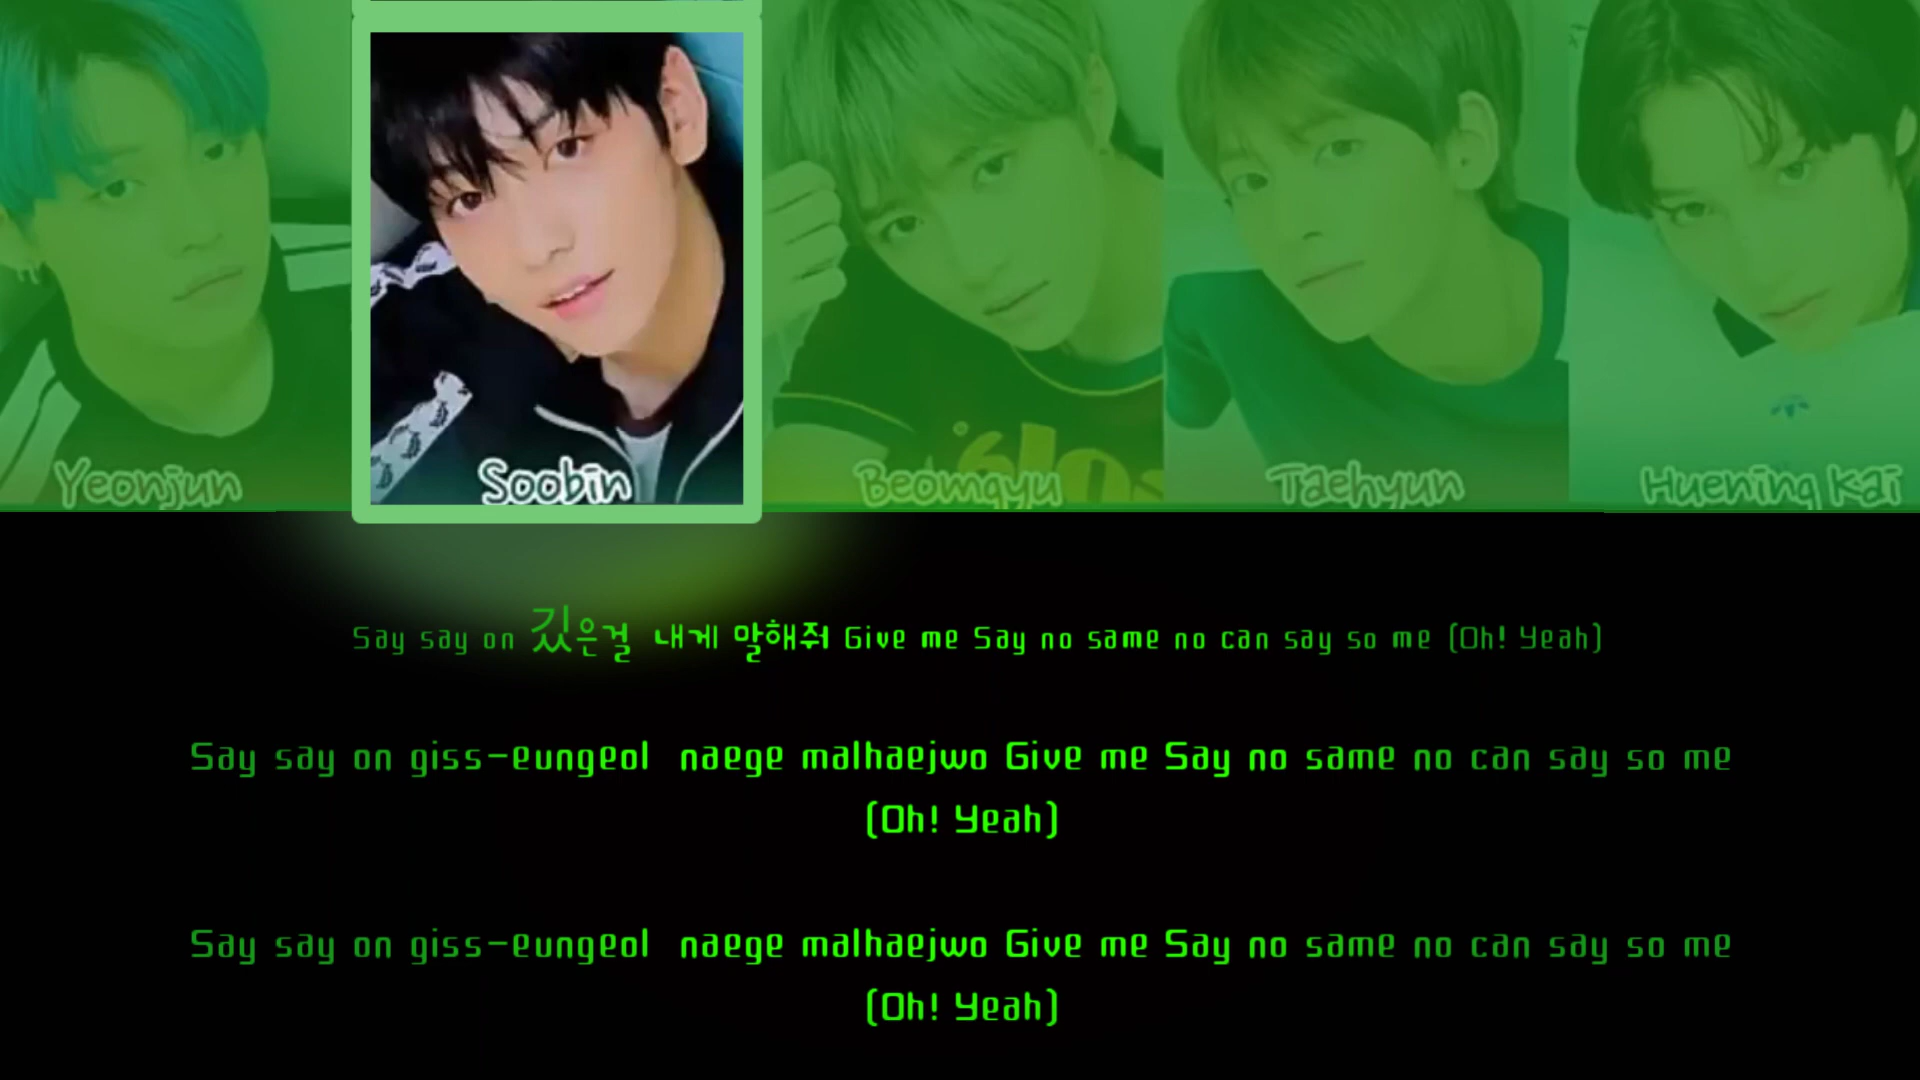 Yeonjun
Soobin
Beomgyu
Taehyun
Huening Kai
Say say on 깄은걸 내게 말해줘 Give me Say no same no can say so me (Oh! Yeah)
Say say on giss-eungeol naege malhaejwo Give me Say no same no can say so me
(Oh! Yeah)
Say say on giss-eungeol naege malhaejwo Give me Say no same no can say so me
(Oh! Yeah)